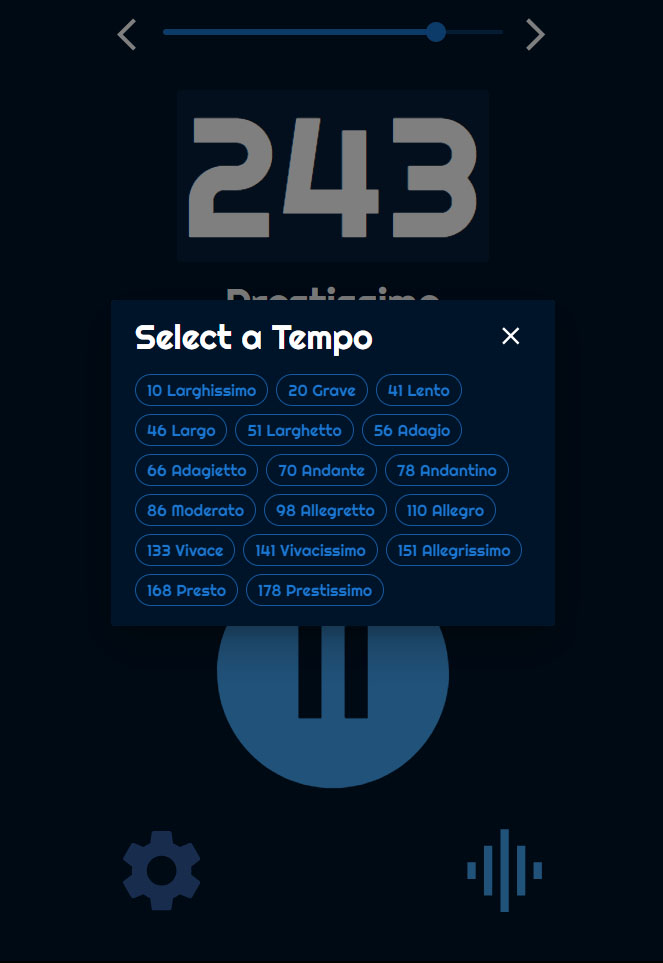 243
Prestissimo
Select a Tempo
10 Larghissimo 20 Grave 41 Lento
46 Largo 51 Larghetto 56 Adagio
66 Adagietto 70 Andante 78 Andantino
86 Moderato 98 Allegretto 110 Allegro
133 Vivace 141 Vivacissimo 151 Allegrissimo
168 Presto 178 Prestissimo